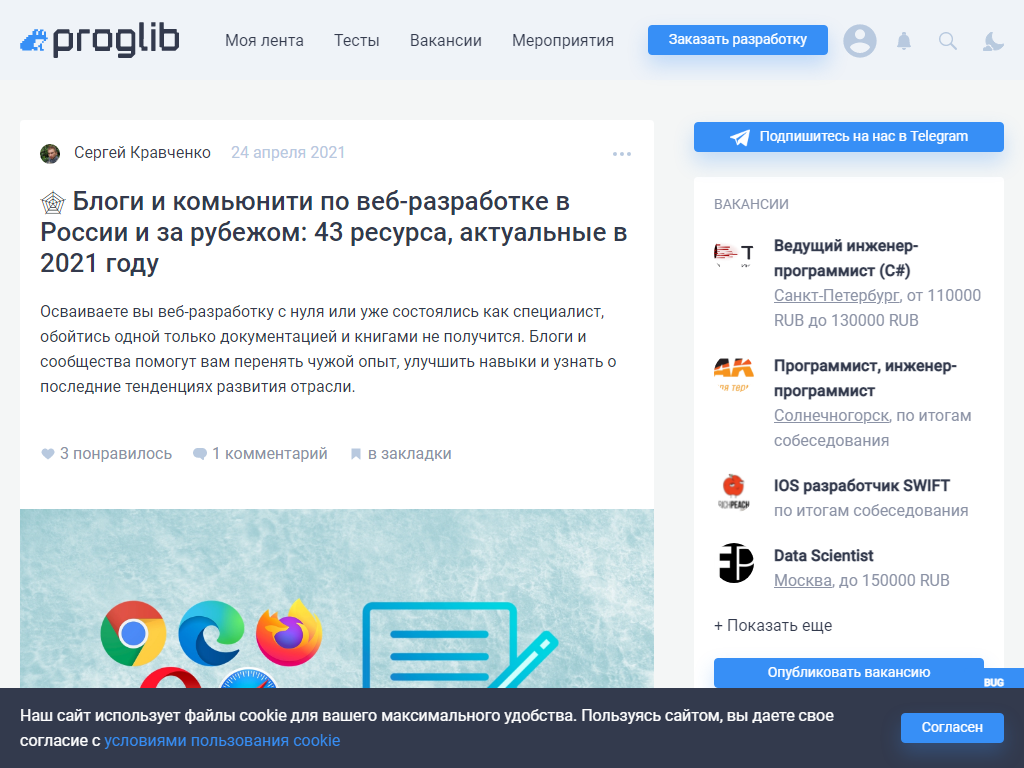 proglib
Моя лента
Тесты
Вакансии
Мероприятия
Заказать разработку
Сергей Кравченко
24 апреля 2021
Блоги и комьюнити по веб-разработке в
России и за рубежом: 43 ресурса, актуальные в
2021 году
Осваиваете вы веб-разработку с нуля или уже состоялись как специалист,
обойтись одной только документацией и книгами не получится. Блоги и
сообщества помогут вам перенять чужой опыт, улучшить навыки и узнать о
последние тенденциях развития отрасли.
3 понравилось
1 комментарий
в закладки
Подпишитесь на нас в Telegram
ВАКАНСИИ
Ведущий инженер-
программист (C#)
Санкт-Петербург, от 110000
RUB до 130000 RUB
Программист, инженер-
программист
Солнечногорск, по итогам
собеседования
IOS разработчик SWIFT
по итогам собеседования
Data Scientist
Москва, до 150000 RUB
+ Показать еще
Опубликовать вакансию
BUG
Наш сайт использует файлы cookie для вашего максимального удобства. Пользуясь сайтом, вы даете свое
согласие с условиями пользования cookie
Согласен